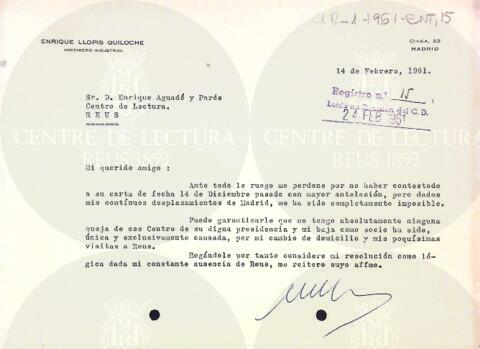 AR-1-1961-ENT,15
ENRIQUE LLOPIS GUILOCHE
INGENIERO INDUSTRIAL
CINCA, 23
MADRID
14 de Febrero, 1961.
Sr. D. Enrique Aguadé y Parés
Centro de Lectura.
R E U S
Registro n.° 15
C. D.
24 FEB 1961
CENTRE DE LECTURA
REUS 1859
CENTRE DE LECTURA
REUS 1859
Mi querido amigo :
Ante todo le ruego me perdone por no haber contestado
a su carta de fecha 14 de Diciembre pasado con mayor antelación, pero dados
mis contínuos desplazamientos de Madrid, me ha sido completamente imposible.
Puedo garantizarle que no tengo absolutamente ninguna
queja de ese Centro de su digna presidencia y mi baja como socio ha sido,
única y exclusivamente causada, por mi cambio de domicilio y mis poquísimas
visitas a Reus.
Rogándole por tanto considere mi resolución como ló-
gica dada mi constante ausencia de Reus, me reitero suyo affmo.